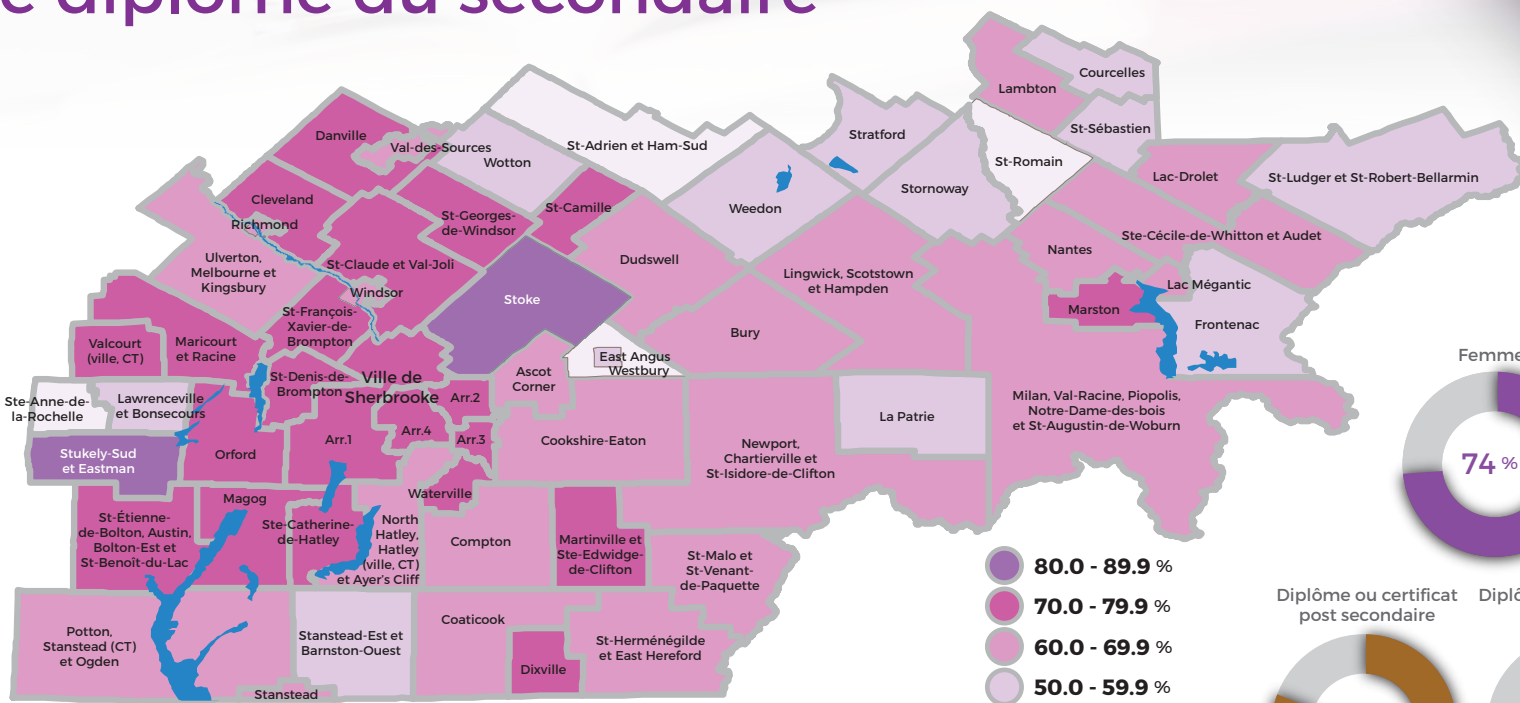 e diplôme du secondaire
Courcelles
Lambton
St-Sébastien
Danville
Val-des-Sources
Wotton
St-Adrien et Ham-Sud
Stratford
St-Romain
Lac-Drolet
St-Ludger et St-Robert-Bellarmin
Stornoway
Cleveland
Richmond
St-Georges-
de-Windsor
St-Camille
Weedon
Ste-Cécile-de-Whitton et Audet
Nantes
Ulverton,
Melbourne et
Kingsbury
St-Claude et Val-Joli
Dudswell
Lingwick, Scotstown
et Hampden
Lac Mégantic
Windsor
Stoke
Marston
Frontenac
St-François-
Xavier-de-
Brompton
Bury
Valcourt
(ville, CT)
Maricourt
et Racine
East Angus
Westbury
Ascot
Corner
St-Denis-de-
Brompton
Ville de
Sherbrooke
Ste-Anne-de-
la-Rochelle
Lawrenceville
et Bonsecours
Arr.2
Arr.1
Arr.4
Arr.3
Cookshire-Eaton
La Patrie
Milan, Val-Racine, Piopolis,
Notre-Dame-des-bois
et St-Augustin-de-Woburn
Stukely-Sud
et Eastman
Orford
Newport,
Chartierville et
St-Isidore-de-Clifton
Magog
Waterville
St-Étienne-
de-Bolton, Austin,
Bolton-Est et
St-Benoît-du-Lac
Ste-Catherine-
de-Hatley
North
Hatley,
Hatley
(ville, CT)
et Ayer's Cliff
Compton
Martinville et
Ste-Edwidge-
de-Clifton
St-Malo et
St-Venant-
de-Paquette
Potton,
Stanstead (CT)
et Ogden
Stanstead-Est et
Barnston-Ouest
Coaticook
St-Herménégilde
et East Hereford
Dixville
Stanstead
80.0 - 89.9 %
70.0 - 79.9 %
60.0 - 69.9 %
50.0 - 59.9 %
Femme
74 %
Diplôme ou certificat
post secondaire
Diplô